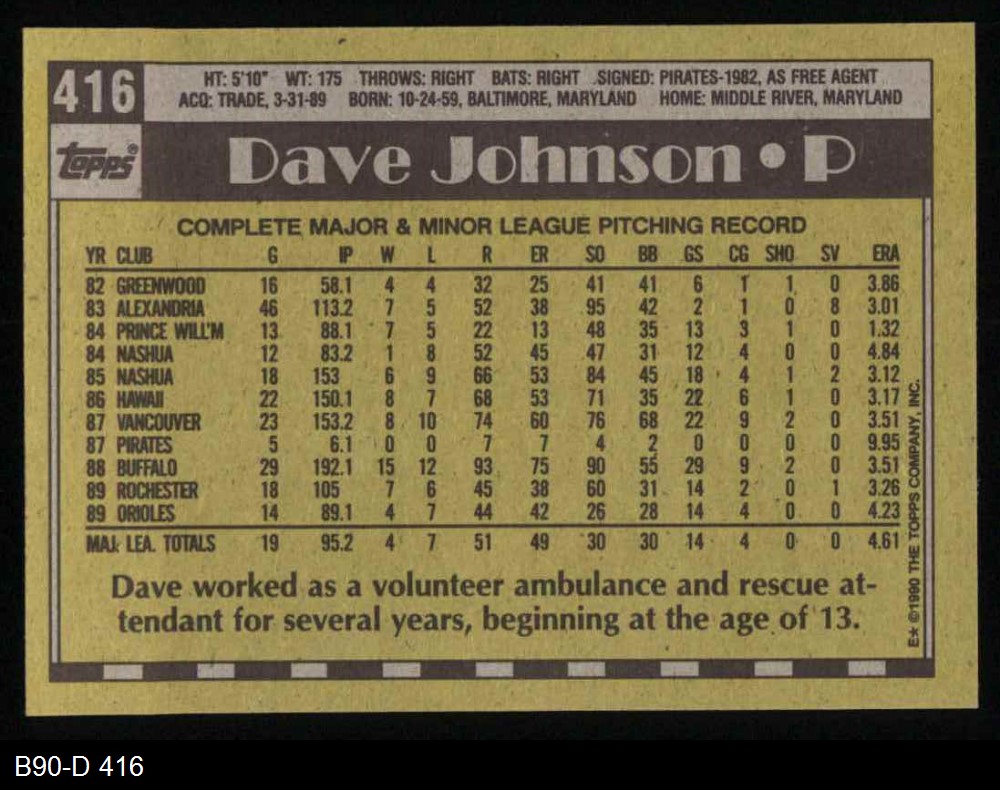 416
HT: 5'10" WT: 175 THROWS: RIGHT BATS: RIGHT SIGNED: PIRATES-1982, AS FREE AGENT
ACQ: TRADE, 3-31-89 BORN: 10-24-59, BALTIMORE, MARYLAND HOME: MIDDLE RIVER, MARYLAND
topps®
Dave Johnson • P
COMPLETE MAJOR & MINOR LEAGUE PITCHING RECORD
YR CLUB G IP W L R ER SO BB GS CG SHO SV ERA
82 GREENWOOD 16 58.1 4 4 32 25 41 41 6 1 1 0 3.86
83 ALEXANDRIA 46 113.2 7 5 52 38 95 42 2 1 0 8 3.01
84 PRINCE WILL'M 13 88.1 7 5 22 13 48 35 13 3 1 0 1.32
84 NASHUA 12 83.2 1 8 52 45 47 31 12 4 0 0 4.84
85 NASHUA 18 153 6 9 66 53 84 45 18 4 1 2 3.12
86 HAWAII 22 150.1 8 7 68 53 71 35 22 6 1 0 3.17
87 VANCOUVER 23 153.2 8 10 74 60 76 68 22 9 2 0 3.51
87 PIRATES 5 6.1 0 0 7 7 4 2 0 0 0 0 9.95
88 BUFFALO 29 192.1 15 12 93 75 90 55 29 9 2 0 3.51
89 ROCHESTER 18 105 7 6 45 38 60 31 14 2 0 1 3.26
89 ORIOLES 14 89.1 4 7 44 42 26 28 14 4 0 0 4.23
MAJ. LEA. TOTALS 19 95.2 4 7 51 49 30 30 14 4 0 0 4.61
Dave worked as a volunteer ambulance and rescue at-
tendant for several years, beginning at the age of 13.
E★ ©1990 THE TOPPS COMPANY, INC.
B90-D 416